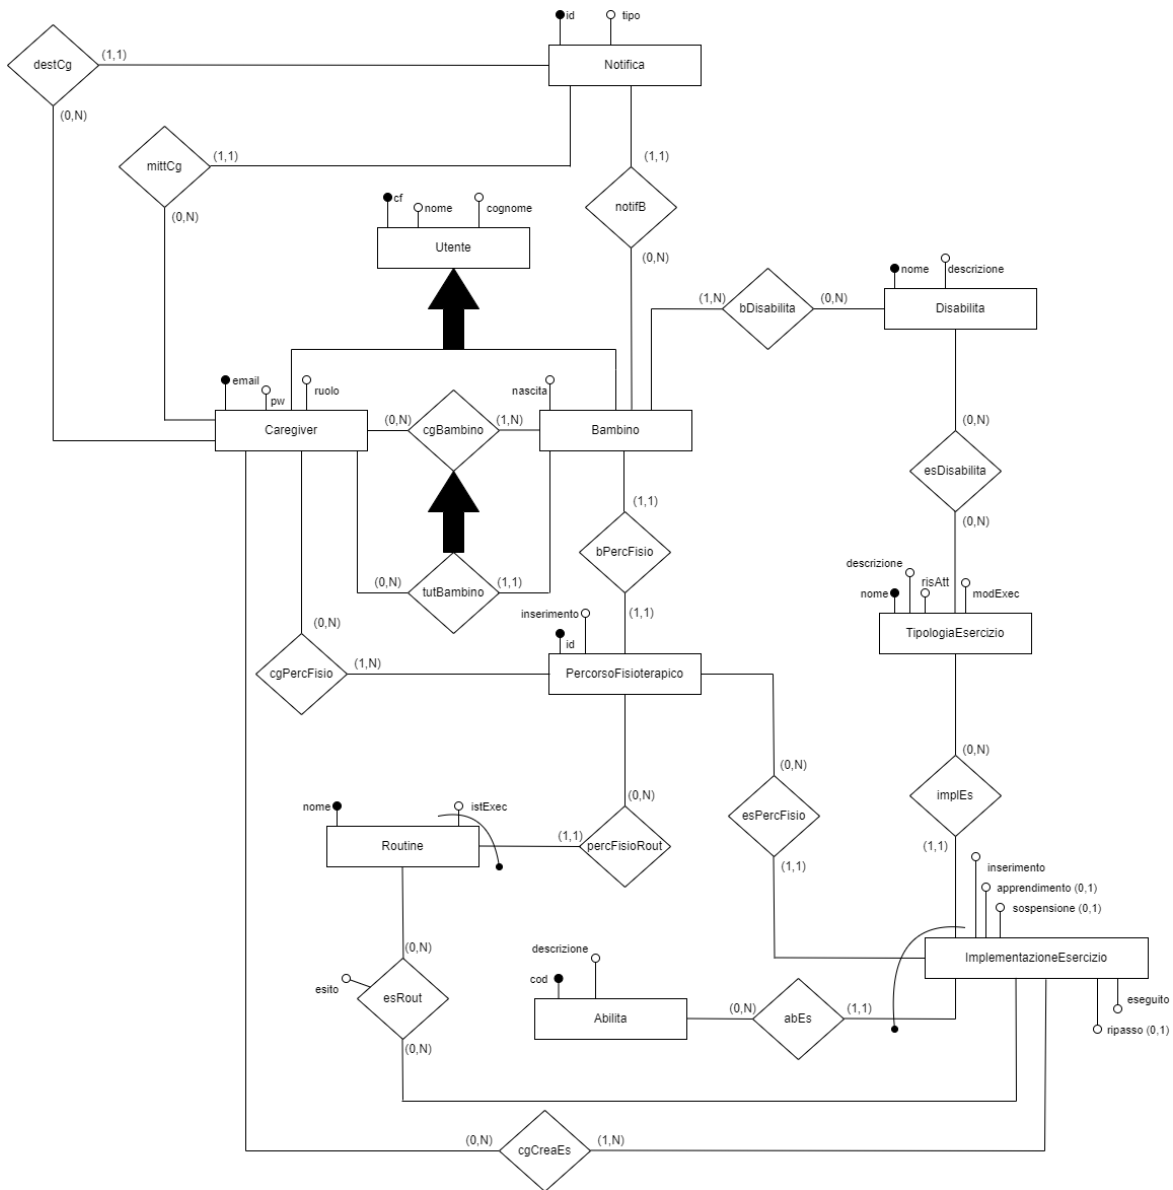 id
tipo
destCg
(1,1)
Notifica
(0,N)
mittCg
(1,1)
(1,1)
(0,N)
notifB
(0,N)
cf
nome
cognome
Utente
nome
descrizione
(1,N)
bDisabilita
(0,N)
Disabilita
email
pw
ruolo
nascita
(0,N)
(1,N)
Caregiver
cgBambino
Bambino
(0,N)
esDisabilita
(0,N)
(1,1)
bPercFisio
(1,1)
(0,N)
tutBambino
(1,1)
descrizione
risAtt
nome
modExec
TipologiaEsercizio
inserimento
id
(0,N)
cgPercFisio
(1,N)
PercorsoFisioterapico
(0,N)
implEs
(1,1)
(0,N)
esPercFisio
(1,1)
(0,N)
nome
istExec
Routine
(1,1)
percFisioRout
inserimento
apprendimento (0,1)
sospensione (0,1)
ImplementazioneEsercizio
eseguito
ripasso (0,1)
(0,N)
esito
esRout
(0,N)
descrizione
cod
Abilita
(0,N)
abEs
(1,1)
(0,N)
cgCreaEs
(1,N)